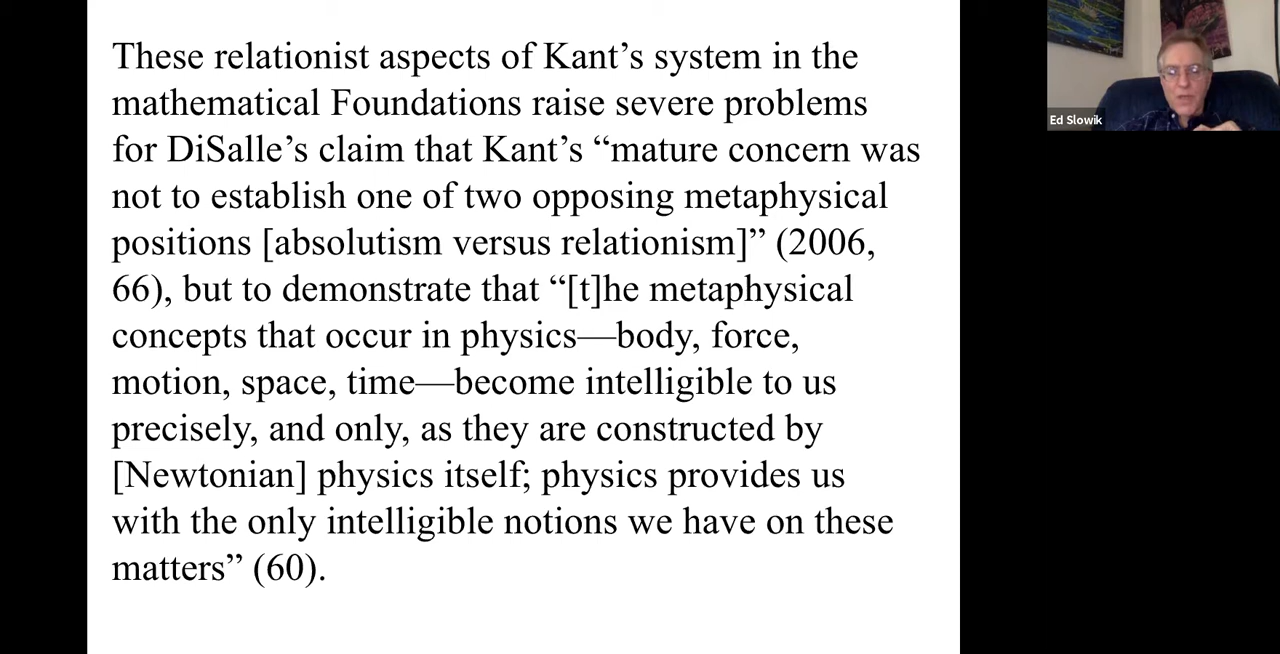 These relationist aspects of Kant’s system in the
mathematical Foundations raise severe problems
for DiSalle’s claim that Kant’s “mature concern was
not to establish one of two opposing metaphysical
positions [absolutism versus relationism]” (2006,
66), but to demonstrate that “[t]he metaphysical
concepts that occur in physics—body, force,
motion, space, time—become intelligible to us
precisely, and only, as they are constructed by
[Newtonian] physics itself; physics provides us
with the only intelligible notions we have on these
matters” (60).
Ed Slowik